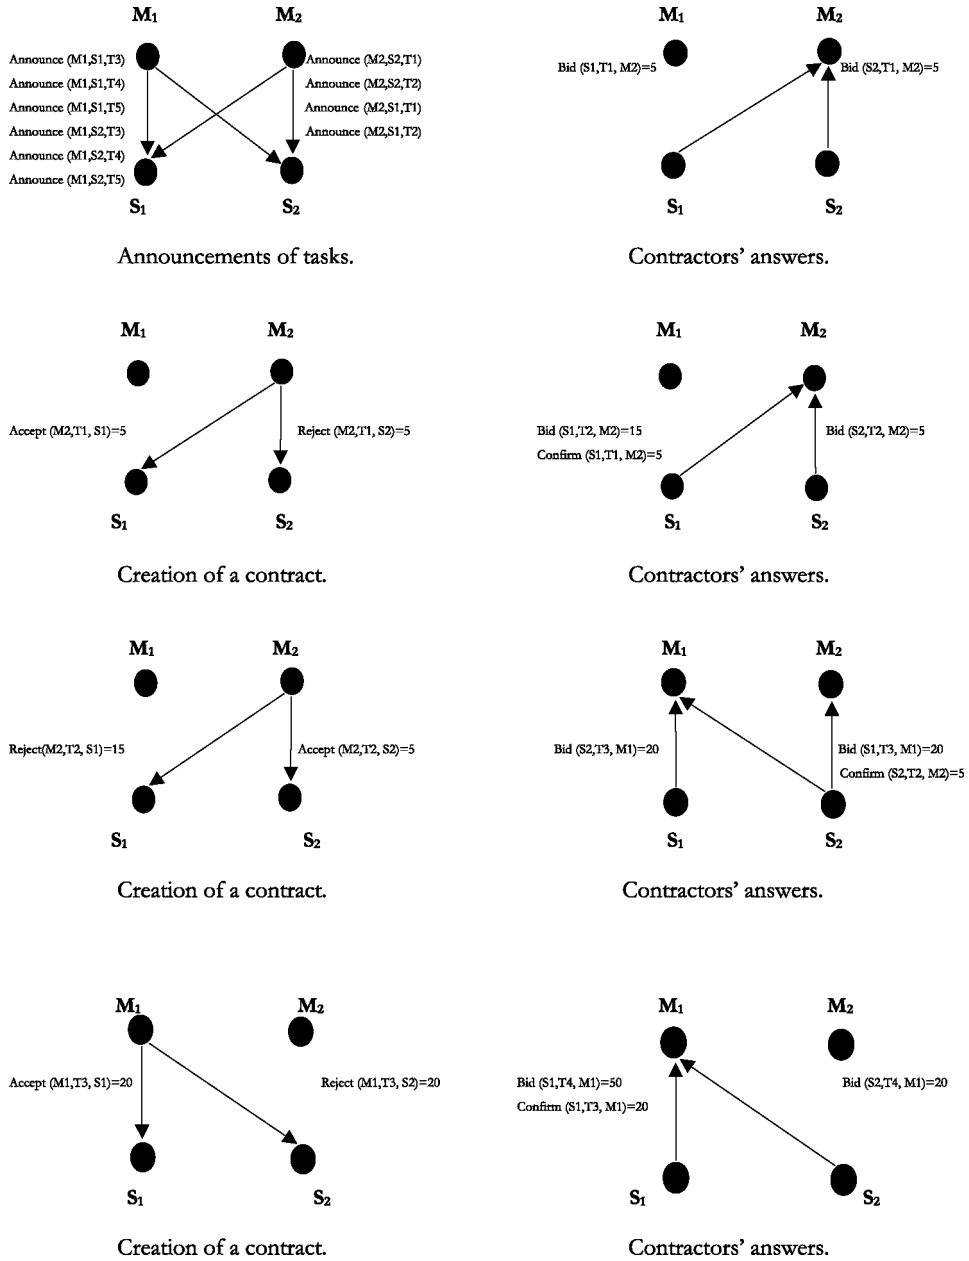 M1 M2
Announce (M1,S1,T3)
Announce (M1,S1,T4)
Announce (M1,S1,T5)
Announce (M1,S2,T3)
Announce (M1,S2,T4)
Announce (M1,S2,T5)
Announce (M2,S2,T1)
Announce (M2,S2,T2)
Announce (M2,S1,T1)
Announce (M2,S1,T2)
S1 S2
Announcements of tasks.
M1 M2
Bid (S1,T1, M2)=5
Bid (S2,T1, M2)=5
S1 S2
Contractors’ answers.
M1 M2
Accept (M2,T1, S1)=5
Reject (M2,T1, S2)=5
S1 S2
Creation of a contract.
M1 M2
Bid (S1,T2, M2)=15
Confirm (S1,T1, M2)=5
Bid (S2,T2, M2)=5
S1 S2
Contractors’ answers.
M1 M2
Reject(M2,T2, S1)=15
Accept (M2,T2, S2)=5
S1 S2
Creation of a contract.
M1 M2
Bid (S2,T3, M1)=20
Bid (S1,T3, M1)=20
Confirm (S2,T2, M2)=5
S1 S2
Contractors’ answers.
M1 M2
Accept (M1,T3, S1)=20
Reject (M1,T3, S2)=20
S1 S2
Creation of a contract.
M1 M2
Bid (S1,T4, M1)=50
Confirm (S1,T3, M1)=20
Bid (S2,T4, M1)=20
S1 S2
Contractors’ answers.